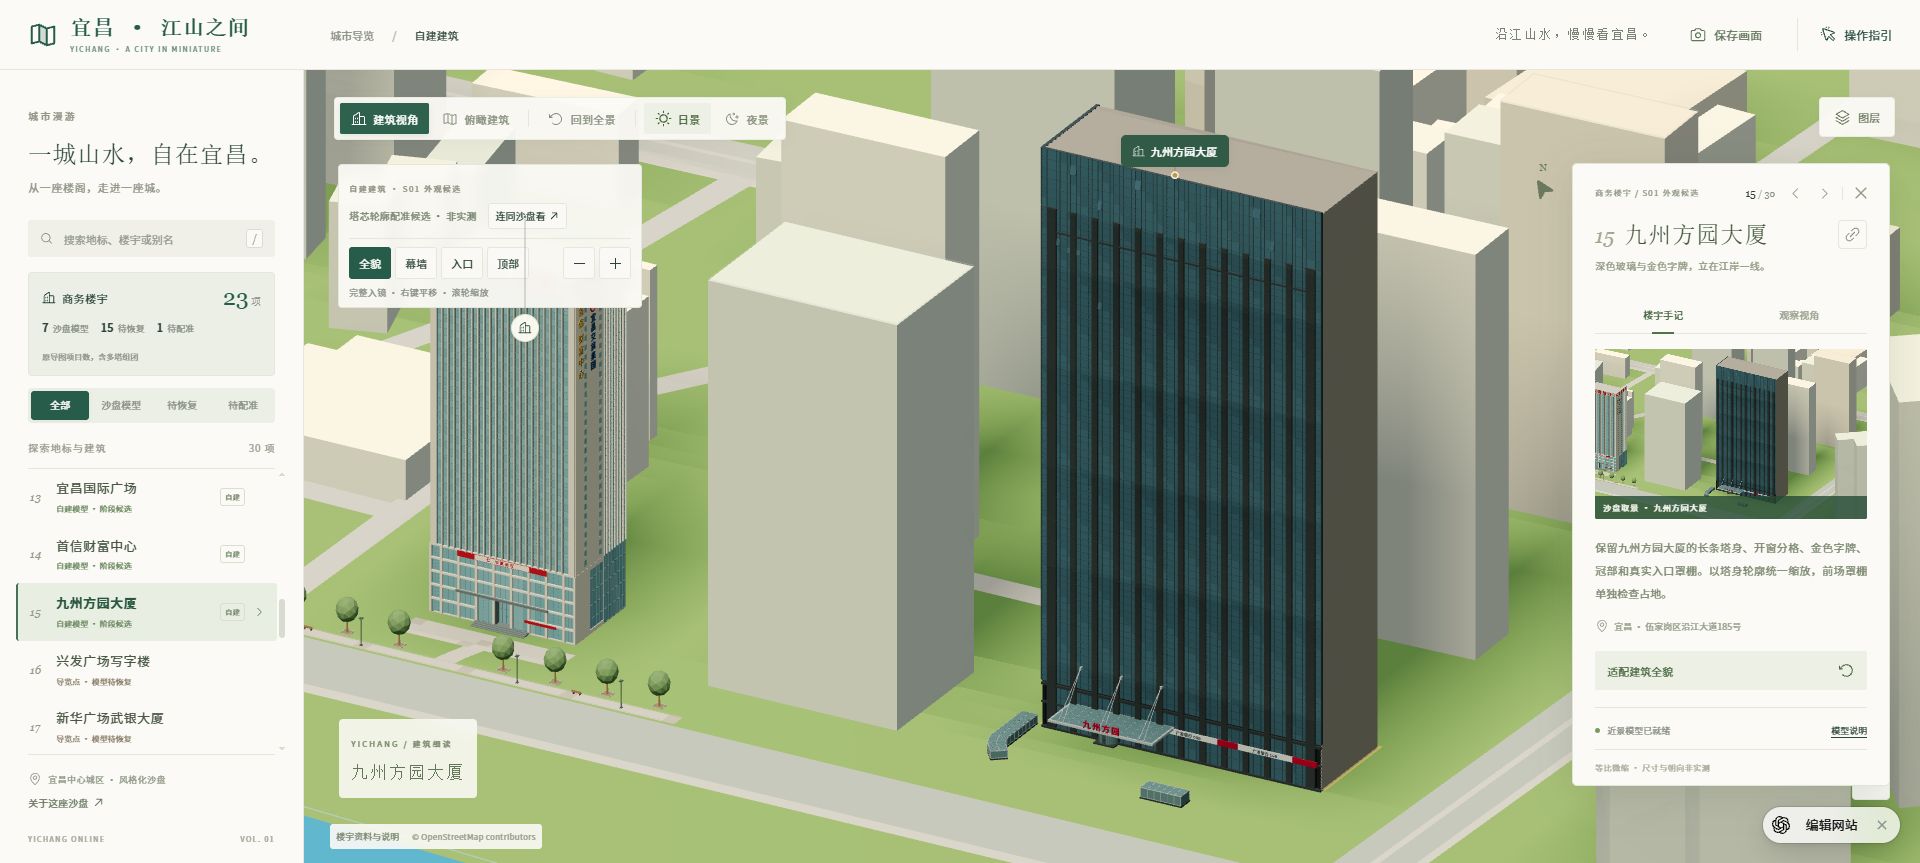 宜昌 • 江山之间
YICHANG • A CITY IN MINIATURE
城市导览 / 自建建筑
沿江山水，慢慢看宜昌。
保存画面
操作指引
城市漫游
一城山水，自在宜昌。
从一座楼阁，走进一座城。
搜索地标、楼宇或别名 /
商务楼宇 23 项
7 沙盘模型 15 待恢复 1 待配准
原导图项目数，含多塔组团
全部 沙盘模型 待恢复 待配准
探索地标与建筑 30 项
13 宜昌国际广场 自建
自建模型 • 阶段候选
14 首信财富中心 自建
自建模型 • 阶段候选
15 九州方园大厦 自建
自建模型 • 阶段候选
16 兴发广场写字楼
导览点 • 模型待恢复
17 新华广场武银大厦
导览点 • 模型待恢复
宜昌中心城区 • 风格化沙盘
关于这座沙盘
YICHANG ONLINE VOL. 01
建筑视角 俯瞰建筑 回到全景 日景 夜景
自建建筑 • S01 外观候选
塔芯轮廓配准候选 • 非实测 连同沙盘看
全貌 幕墙 入口 顶部
完整入镜 • 右键平移 • 滚轮缩放
九州方园大厦
九州方园
N
图层
YICHANG / 建筑细读
九州方园大厦
楼宇资料与说明 © OpenStreetMap contributors
商务楼宇 / S01 外观候选 15 / 30
15 九州方园大厦
深色玻璃与金色字牌，立在江岸一线。
楼宇手记 观察视角
沙盘取景 • 九州方园大厦
保留九州方园大厦的长条塔身、开窗分格、金色字牌、
冠部和真实入口罩棚。以塔身轮廓统一缩放，前场罩棚
单独检查占地。
宜昌 • 伍家岗区沿江大道185号
适配建筑全貌
近景模型已就绪 模型说明
等比微缩 • 尺寸与朝向非实测
编辑网站